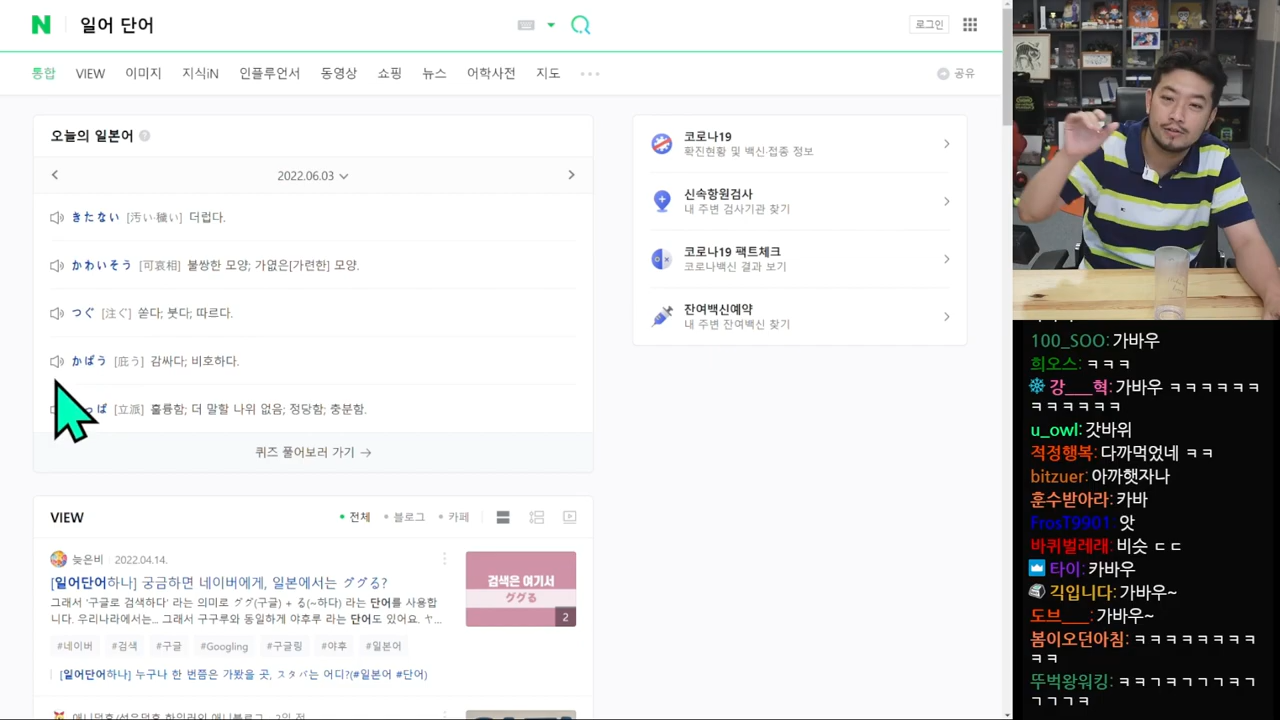 N 일어 단어
로그인
통합 VIEW 이미지 지식iN 인플루언서 동영상 쇼핑 뉴스 어학사전 지도
공유
오늘의 일본어 ?
2022.06.03
きたない [汚い·穢い] 더럽다.
かわいそう [可哀相] 불쌍한 모양; 가엾은[가련한] 모양.
つぐ [注ぐ] 쏟다; 붓다; 따르다.
かばう [庇う] 감싸다; 비호하다.
っぱ [立派] 훌륭함; 더 말할 나위 없음; 정당함; 충분함.
퀴즈 풀어보러 가기 →
코로나19
확진현황 및 백신·접종 정보
신속항원검사
내 주변 검사기관 찾기
코로나19 팩트체크
코로나백신 결과 보기
잔여백신예약
내 주변 잔여백신 찾기
VIEW
전체 블로그 카페
늦은비 2022.04.14.
[일어단어하나] 궁금하면 네이버에게, 일본에서는 ググる?
그래서 '구글로 검색하다' 라는 의미로 ググ(구글) + る(~하다) 라는 단어를 사용합
니다. 우리나라에서는... 그래서 구구루와 동일하게 야후루 라는 단어도 있어요. ヤ...
#네이버 #검색 #구글 #Googling #구글링 #야후 #일본어
[일어단어하나] 누구나 한 번쯤은 가봤을 곳, スタバ는 어디?(#일본어 #단어)
검색은 여기서
ググる
2
100_SOO: 가바우
희오스: ㅋㅋㅋ
강___혁: 가바우 ㅋㅋㅋㅋㅋㅋ
ㅋㅋㅋㅋㅋㅋ
u_owl: 갓바위
적정행복: 다까먹었네 ㅋㅋ
bitzuer: 아까햇자나
훈수받아라: 카바
FrosT9901: 앗
바퀴벌레래: 비슷 ㄷㄷ
타이: 카바우
긱입니다: 가바우~
도브___: 가바우~
봄이오던아침: ㅋㅋㅋㅋㅋㅋㅋㅋ
ㅋㅋ
뚜벅왕워킹: ㅋㅋㄱㅋㄱㄱㅋㄱ
ㄱㄱㄱㅋ